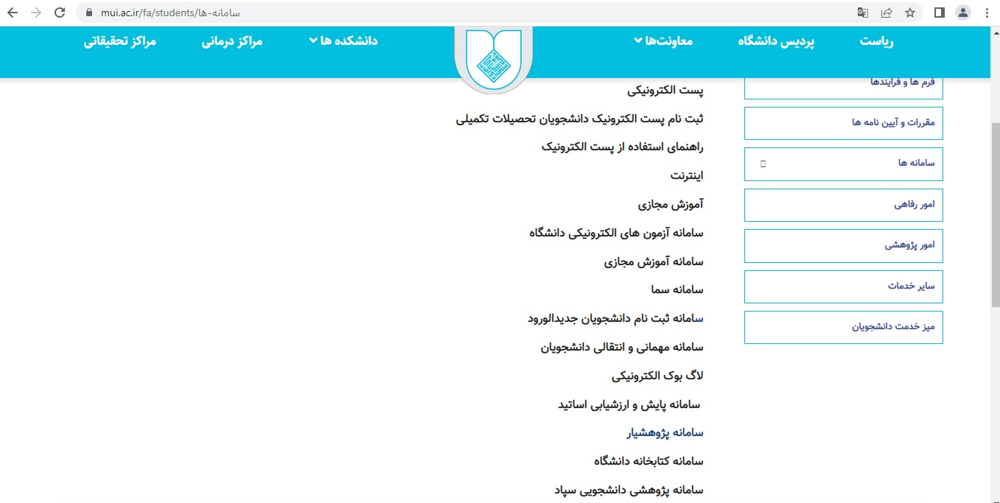 mui.ac.ir/fa/students/سامانه-ها
ریاست
پردیس دانشگاه
معاونت‌ها
دانشکده ها
مراکز درمانی
مراکز تحقیقاتی
فرم ها و فرایندها
مقررات و آیین نامه ها
سامانه ها
امور رفاهی
امور پژوهشی
سایر خدمات
میز خدمت دانشجویان
پست الکترونیکی
ثبت نام پست الکترونیک دانشجویان تحصیلات تکمیلی
راهنمای استفاده از پست الکترونیک
اینترنت
آموزش مجازی
سامانه آزمون های الکترونیکی دانشگاه
سامانه آموزش مجازی
سامانه سما
سامانه ثبت نام دانشجویان جدیدالورود
سامانه مهمانی و انتقالی دانشجویان
لاگ بوک الکترونیکی
سامانه پایش و ارزشیابی اساتید
سامانه پژوهشیار
سامانه کتابخانه دانشگاه
سامانه پژوهشی دانشجویی سپاد